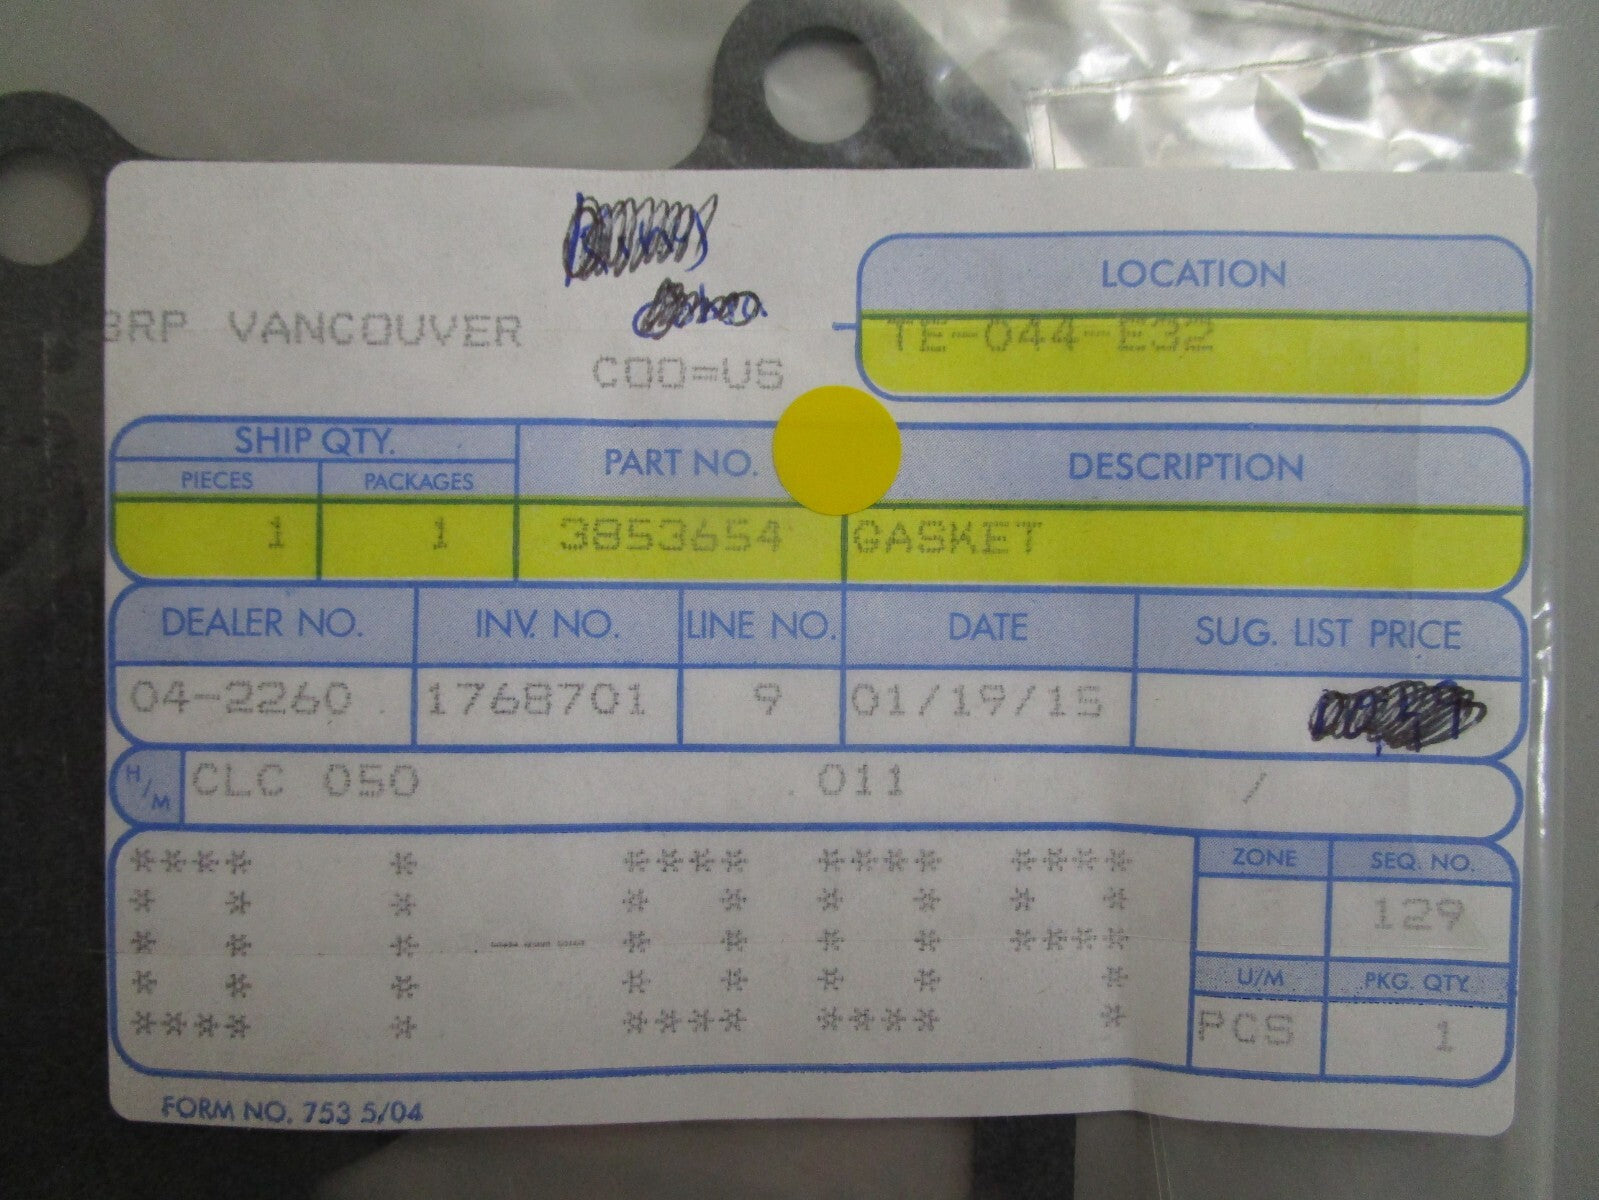 BRP VANCOUVER
COO=US
LOCATION
TE-044-E32
SHIP QTY. PART NO. DESCRIPTION
PIECES PACKAGES
1 1 3853654 GASKET
DEALER NO. INV. NO. LINE NO. DATE SUG. LIST PRICE
04-2260 1768701 9 01/19/15
H/M CLC 050 011 /
01-009
ZONE SEQ. NO.
129
U/M PKG. QTY
PCS 1
FORM NO. 753 5/04